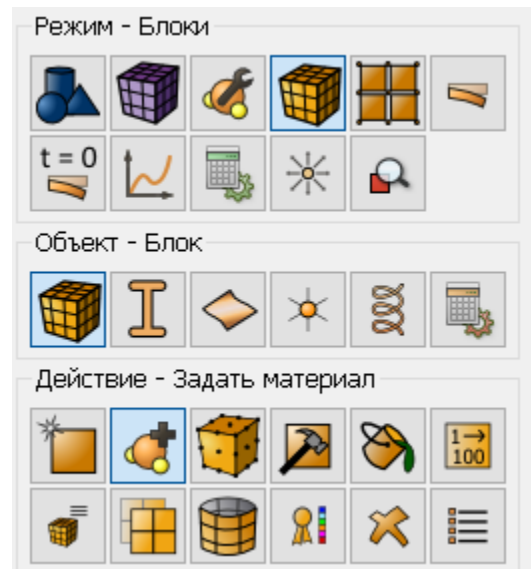 Режим - Блоки
t = 0
Объект - Блок
Действие - Задать материал
1→
100